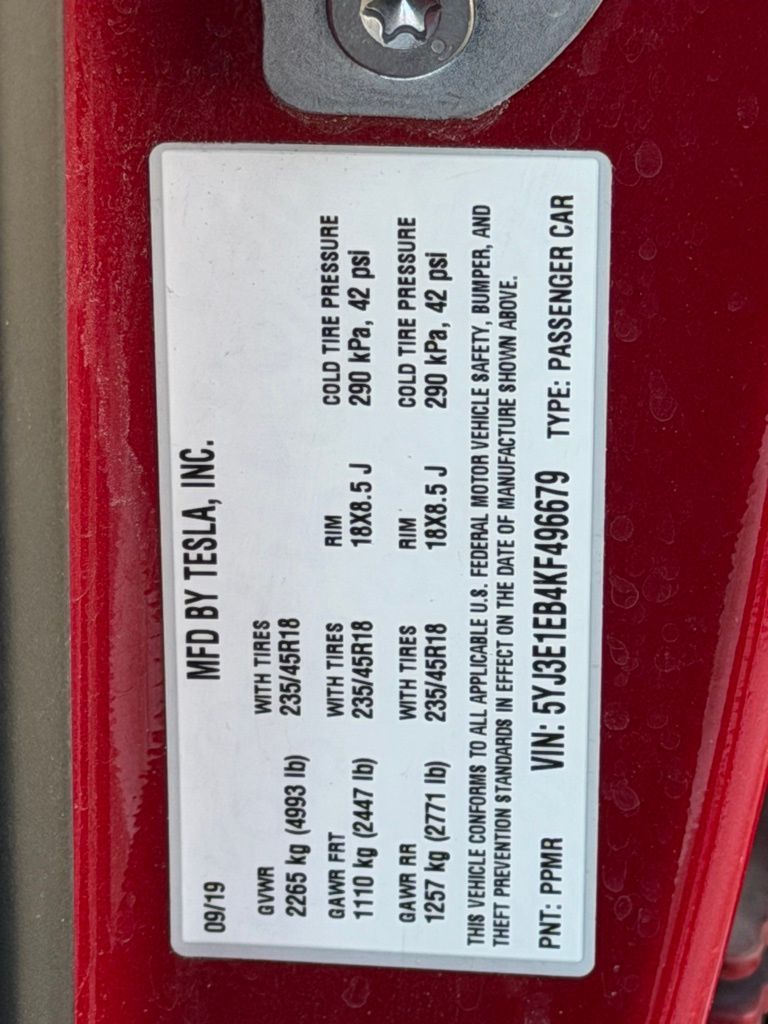 MFD BY TESLA, INC.
09/19
GVWR WITH TIRES
2265 kg (4993 lb) 235/45R18
GAWR FRT WITH TIRES RIM COLD TIRE PRESSURE
1110 kg (2447 lb) 235/45R18 18X8.5 J 290 kPa, 42 psi
GAWR RR WITH TIRES RIM COLD TIRE PRESSURE
1257 kg (2771 lb) 235/45R18 18X8.5 J 290 kPa, 42 psi
THIS VEHICLE CONFORMS TO ALL APPLICABLE U.S. FEDERAL MOTOR VEHICLE SAFETY, BUMPER, AND
THEFT PREVENTION STANDARDS IN EFFECT ON THE DATE OF MANUFACTURE SHOWN ABOVE.
PNT: PPMR VIN: 5YJ3E1EB4KF496679 TYPE: PASSENGER CAR